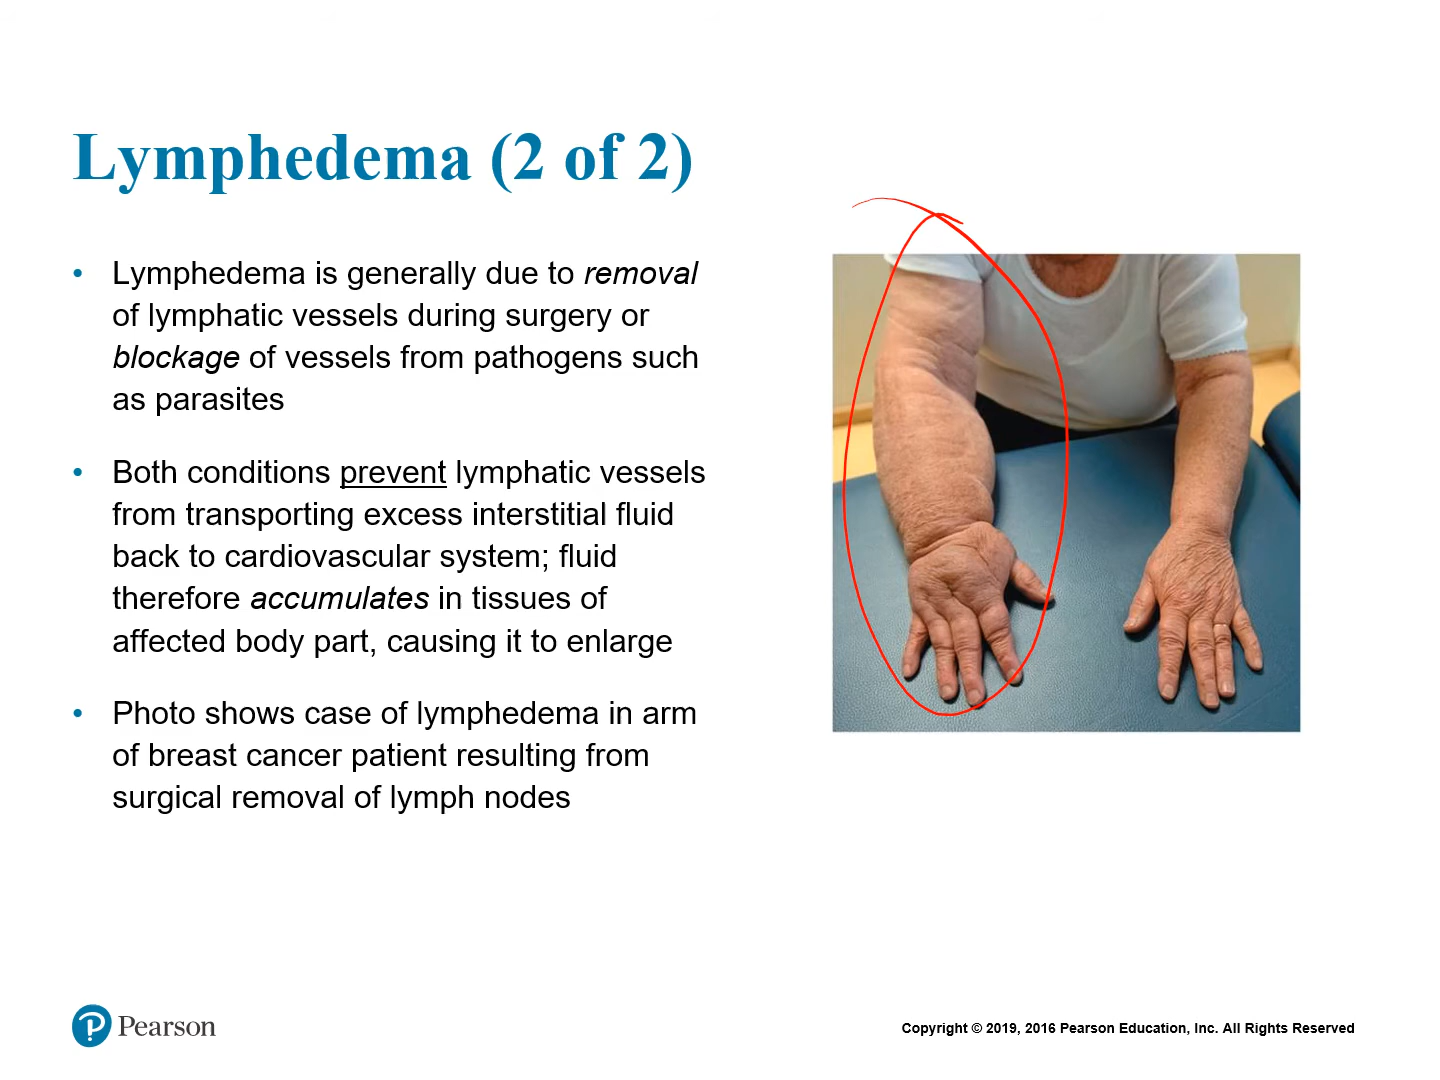 Lymphedema (2 of 2)
• Lymphedema is generally due to removal
of lymphatic vessels during surgery or
blockage of vessels from pathogens such
as parasites
• Both conditions prevent lymphatic vessels
from transporting excess interstitial fluid
back to cardiovascular system; fluid
therefore accumulates in tissues of
affected body part, causing it to enlarge
• Photo shows case of lymphedema in arm
of breast cancer patient resulting from
surgical removal of lymph nodes
Pearson
Copyright © 2019, 2016 Pearson Education, Inc. All Rights Reserved